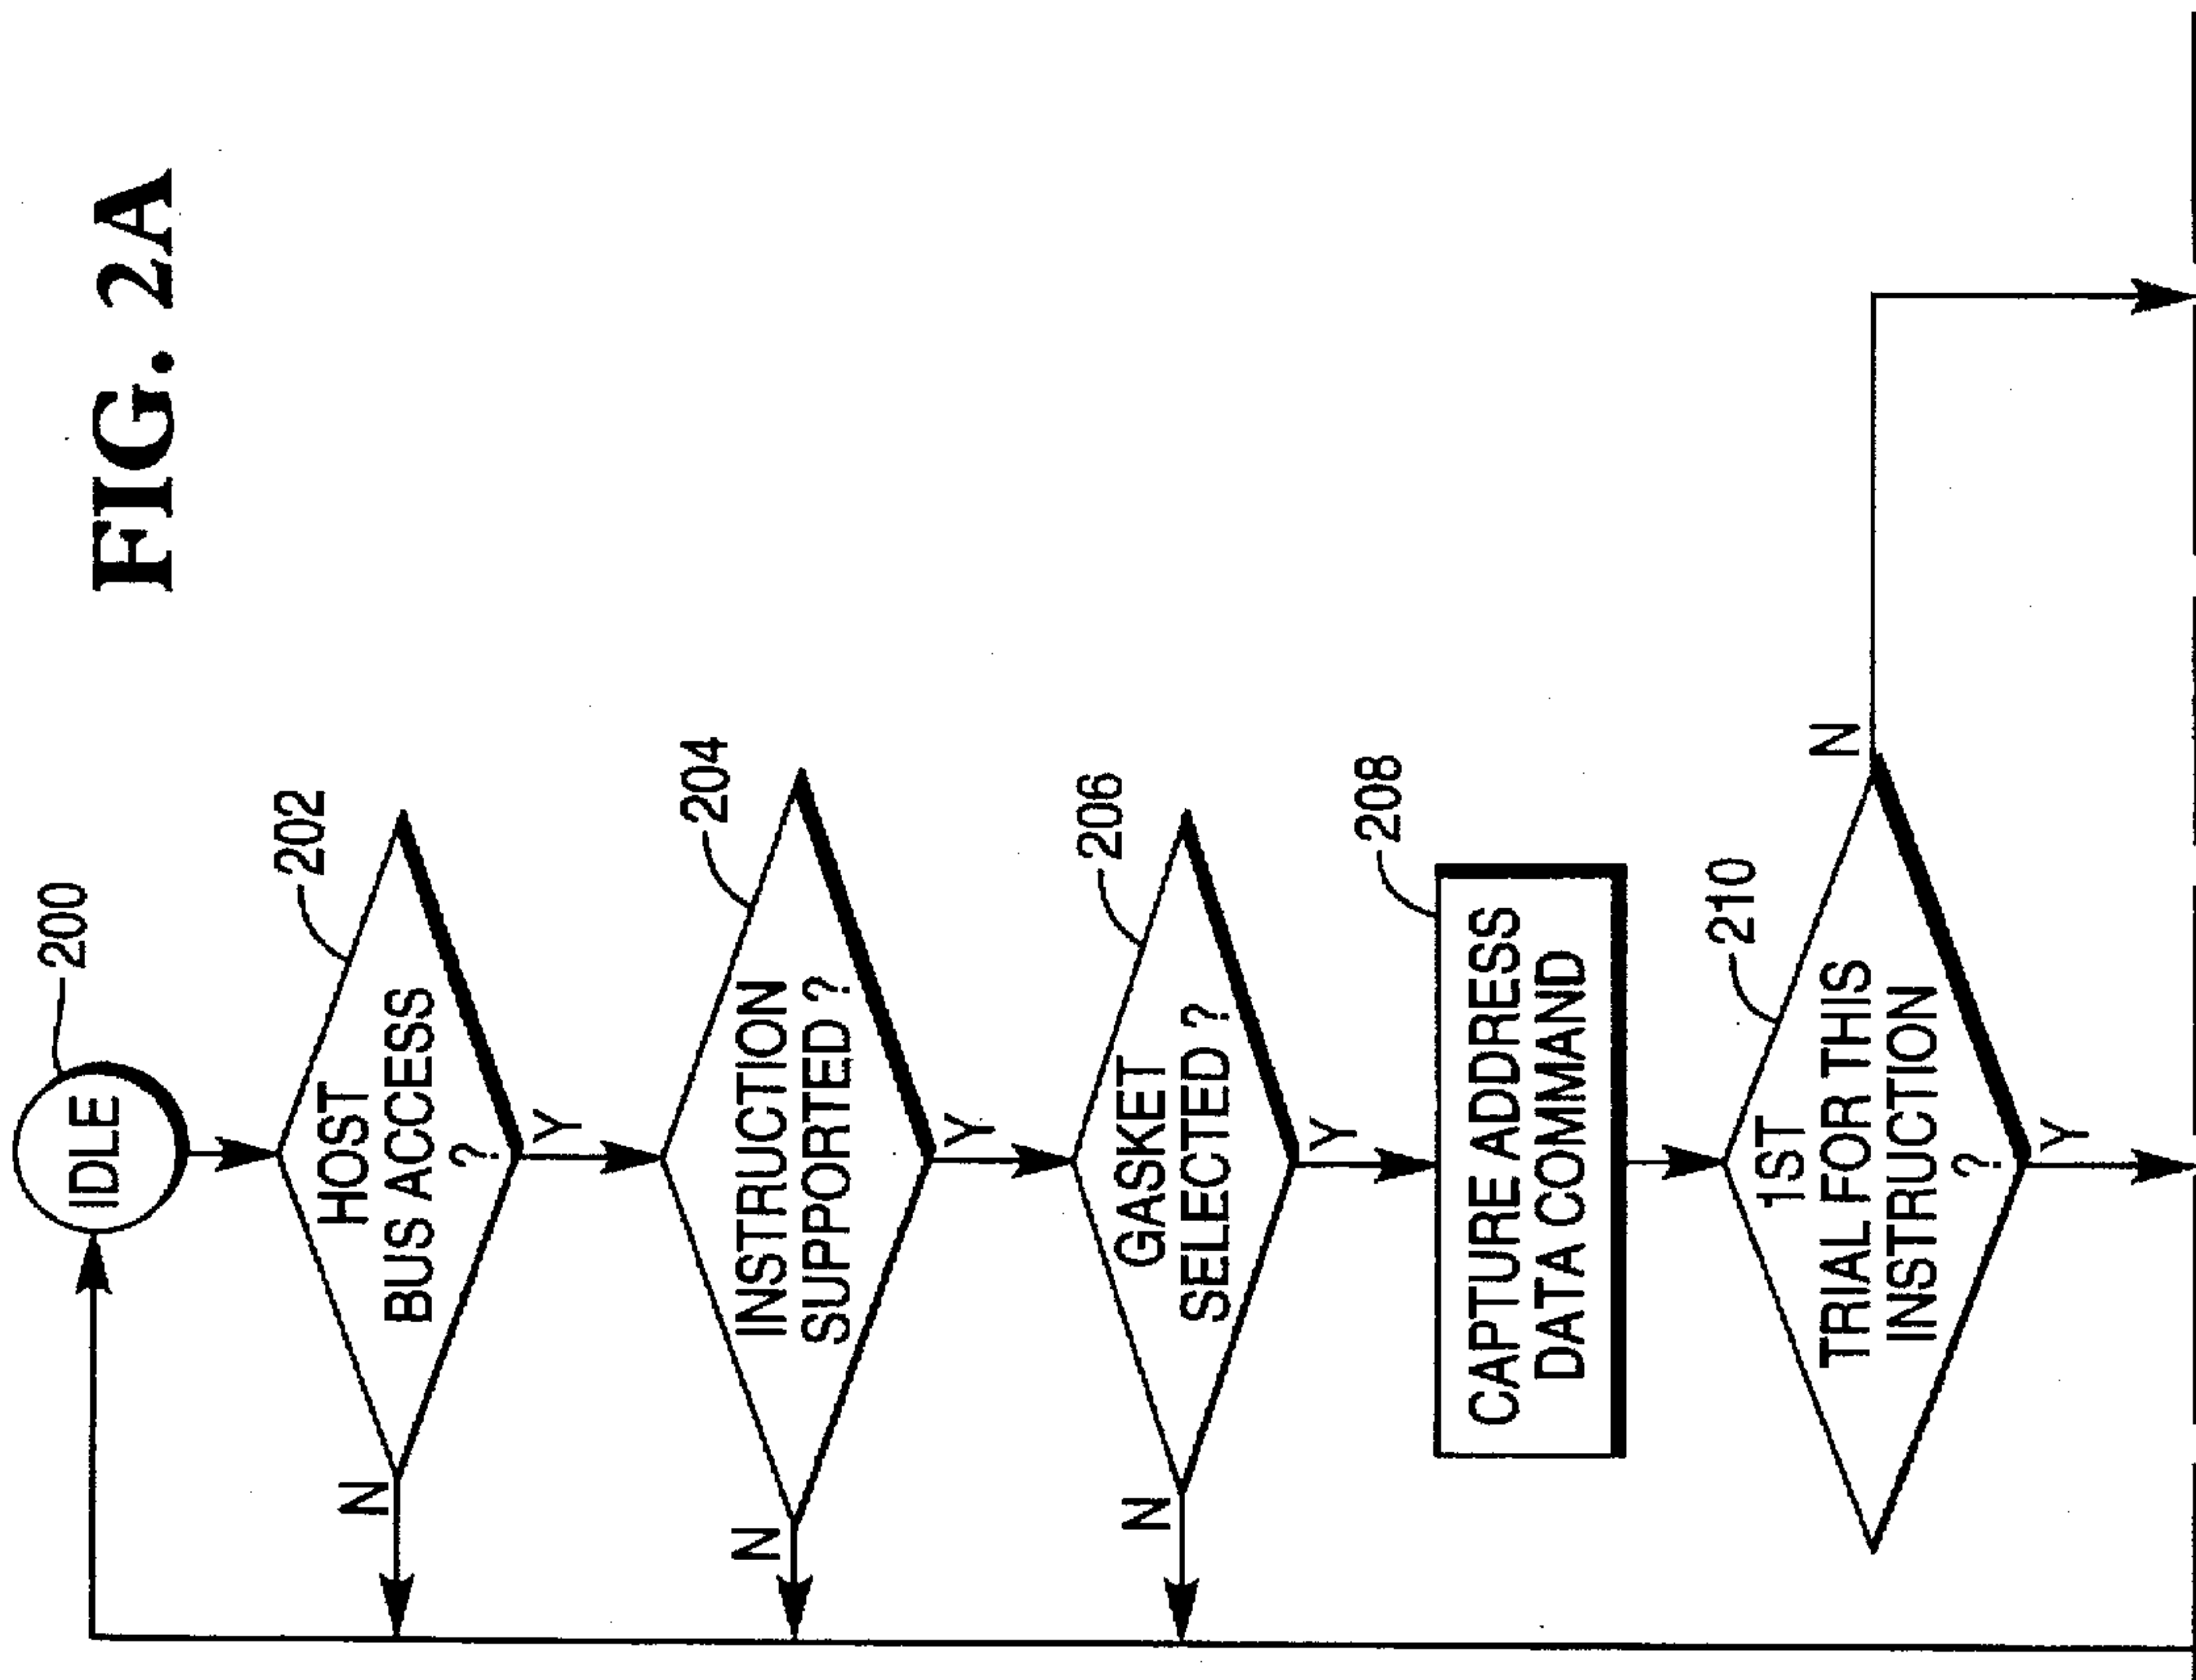 FIG. 2A
200
IDLE
202
HOST
BUS ACCESS
?
N
Y
204
INSTRUCTION
SUPPORTED ?
N
Y
206
GASKET
SELECTED ?
N
Y
208
CAPTURE ADDRESS
DATA COMMAND
210
1ST
TRIAL FOR THIS
INSTRUCTION
?
N
Y